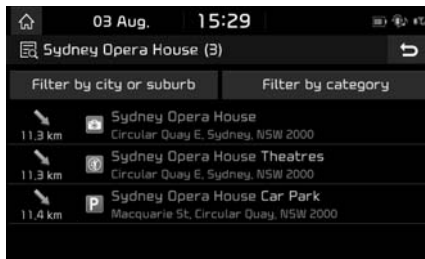 03 Aug. 15:29
Sydney Opera House (3)
Filter by city or suburb Filter by category
Sydney Opera House
11,3 km Circular Quay E, Sydney, NSW 2000
Sydney Opera House Theatres
11,3 km Circular Quay E, Sydney, NSW 2000
P Sydney Opera House Car Park
11,4 km Macquarie St, Circular Quay, NSW 2000